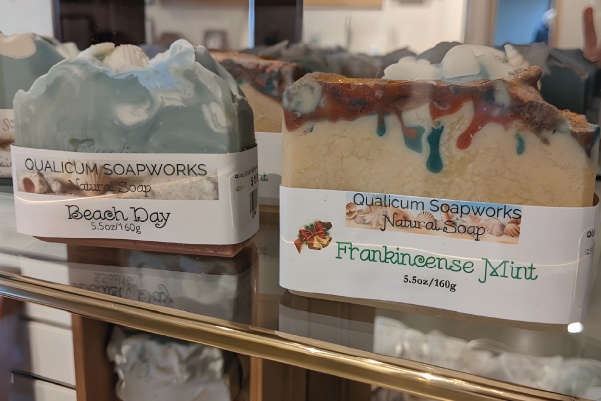 QUALICUM SOAPWORKS
Natural Soap
Beach Day
5.5oz/160g
Qualicum Soapworks
Natural Soap
Frankincense Mint
5.5oz/160g